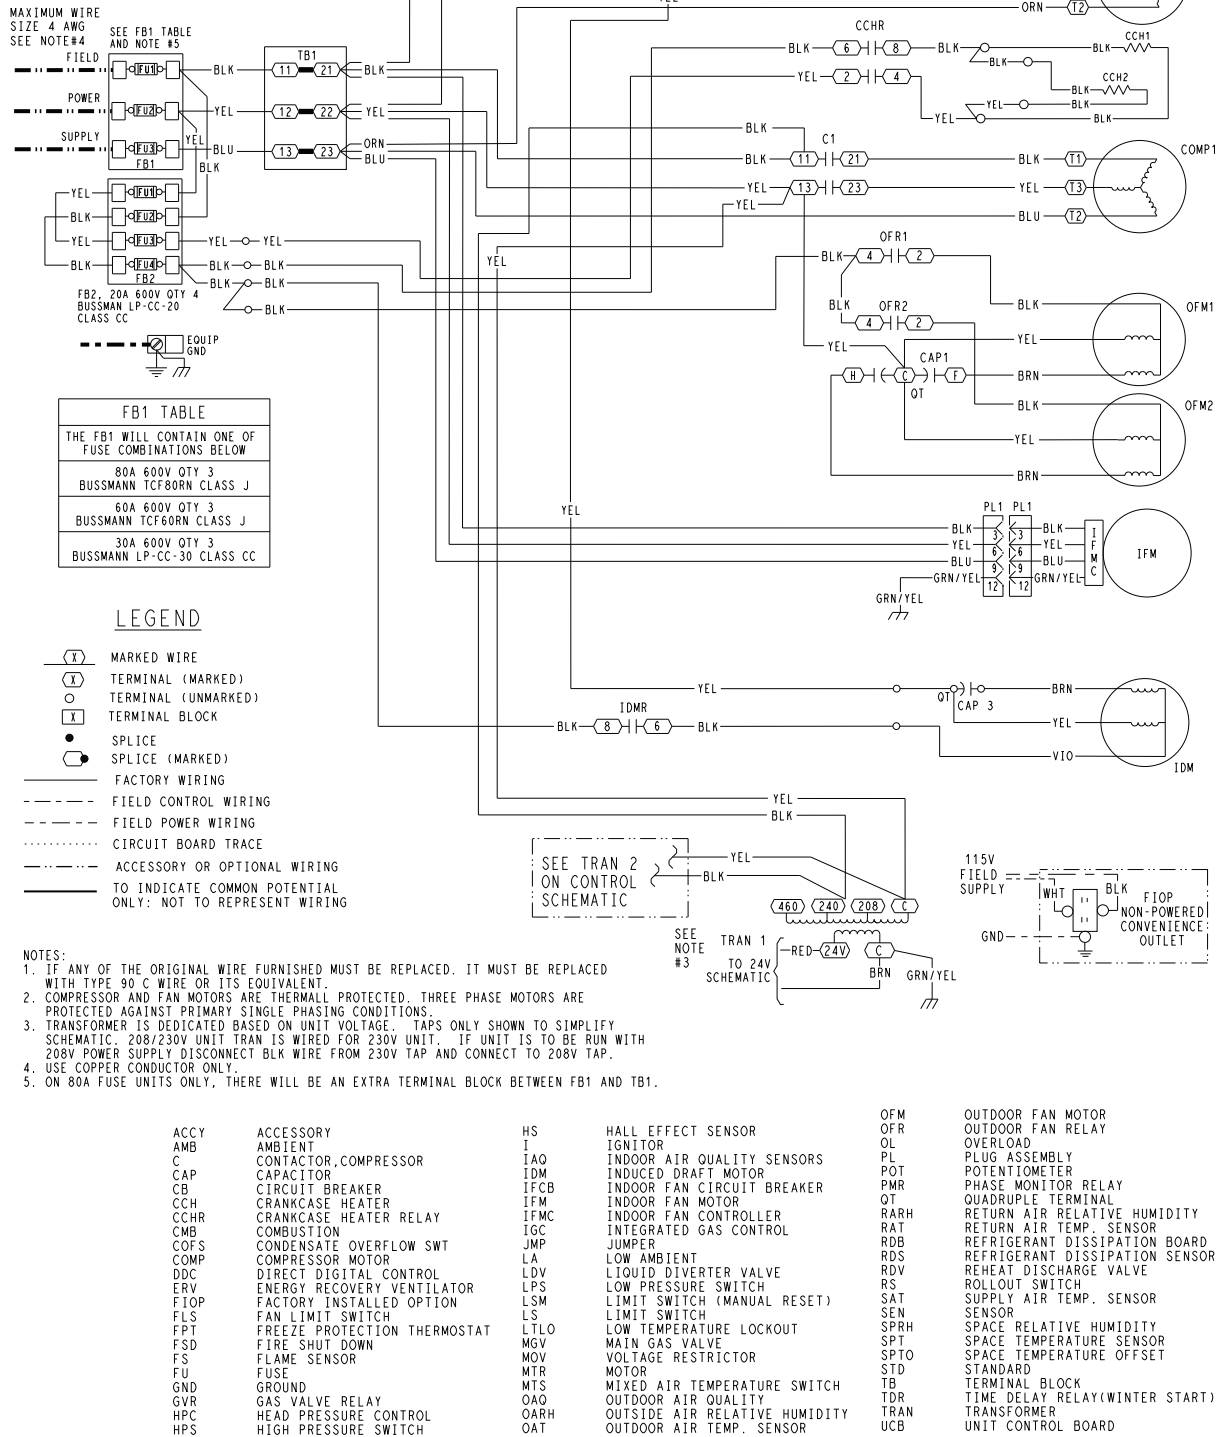 MAXIMUM WIRE
SIZE 4 AWG
SEE NOTE#4
SEE FB1 TABLE
AND NOTE #5
FIELD
POWER
SUPPLY
FU1
FU2
FU3
FB1
BLK
YEL
BLU
YEL
BLK
TB1
11
21
12
22
13
23
BLK
YEL
ORN
BLU
YEL
ORN
T2
CCHR
BLK
6
8
BLK
YEL
2
4
YEL
BLK
YEL
BLK
CCH1
BLK
CCH2
BLK
BLK
BLK
C1
BLK
11
21
BLK
T1
COMP1
YEL
13
23
YEL
T3
YEL
BLU
T2
YEL
BLK
YEL
BLK
FU1
FU2
FU3
FU4
FB2
YEL
YEL
BLK
BLK
BLK
BLK
BLK
FB2, 20A 600V QTY 4
BUSSMAN LP-CC-20
CLASS CC
EQUIP
GND
YEL
OFR1
BLK
4
2
BLK
OFR2
4
2
BLK
OFM1
YEL
YEL
CAP1
H
C
F
QT
BRN
BLK
OFM2
YEL
BRN
FB1 TABLE
THE FB1 WILL CONTAIN ONE OF
FUSE COMBINATIONS BELOW
80A 600V QTY 3
BUSSMANN TCF80RN CLASS J
60A 600V QTY 3
BUSSMANN TCF60RN CLASS J
30A 600V QTY 3
BUSSMANN LP-CC-30 CLASS CC
YEL
PL1
PL1
BLK
3
3
BLK
YEL
6
6
YEL
BLU
9
9
BLU
GRN/YEL
12
12
GRN/YEL
IFMC
IFM
GRN/YEL
LEGEND
X MARKED WIRE
X TERMINAL (MARKED)
TERMINAL (UNMARKED)
X TERMINAL BLOCK
SPLICE
SPLICE (MARKED)
FACTORY WIRING
FIELD CONTROL WIRING
FIELD POWER WIRING
CIRCUIT BOARD TRACE
ACCESSORY OR OPTIONAL WIRING
TO INDICATE COMMON POTENTIAL
ONLY: NOT TO REPRESENT WIRING
YEL
QT
CAP 3
BRN
YEL
VIO
IDM
IDMR
BLK
8
6
BLK
YEL
BLK
SEE TRAN 2
ON CONTROL
SCHEMATIC
YEL
BLK
460
240
208
C
SEE
NOTE
#3
TRAN 1
TO 24V
SCHEMATIC
RED
24V
C
BRN
GRN/YEL
115V
FIELD
SUPPLY
WHT
BLK
GND
FIOP
NON-POWERED
CONVENIENCE
OUTLET
NOTES:
1. IF ANY OF THE ORIGINAL WIRE FURNISHED MUST BE REPLACED. IT MUST BE REPLACED
WITH TYPE 90 C WIRE OR ITS EQUIVALENT.
2. COMPRESSOR AND FAN MOTORS ARE THERMALL PROTECTED. THREE PHASE MOTORS ARE
PROTECTED AGAINST PRIMARY SINGLE PHASING CONDITIONS.
3. TRANSFORMER IS DEDICATED BASED ON UNIT VOLTAGE. TAPS ONLY SHOWN TO SIMPLIFY
SCHEMATIC. 208/230V UNIT TRAN IS WIRED FOR 230V UNIT. IF UNIT IS TO BE RUN WITH
208V POWER SUPPLY DISCONNECT BLK WIRE FROM 230V TAP AND CONNECT TO 208V TAP.
4. USE COPPER CONDUCTOR ONLY.
5. ON 80A FUSE UNITS ONLY, THERE WILL BE AN EXTRA TERMINAL BLOCK BETWEEN FB1 AND TB1.
ACCY ACCESSORY
AMB AMBIENT
C CONTACTOR,COMPRESSOR
CAP CAPACITOR
CB CIRCUIT BREAKER
CCH CRANKCASE HEATER
CCHR CRANKCASE HEATER RELAY
CMB COMBUSTION
COFS CONDENSATE OVERFLOW SWT
COMP COMPRESSOR MOTOR
DDC DIRECT DIGITAL CONTROL
ERV ENERGY RECOVERY VENTILATOR
FIOP FACTORY INSTALLED OPTION
FLS FAN LIMIT SWITCH
FPT FREEZE PROTECTION THERMOSTAT
FSD FIRE SHUT DOWN
FS FLAME SENSOR
FU FUSE
GND GROUND
GVR GAS VALVE RELAY
HPC HEAD PRESSURE CONTROL
HPS HIGH PRESSURE SWITCH
HS HALL EFFECT SENSOR
I IGNITOR
IAQ INDOOR AIR QUALITY SENSORS
IDM INDUCED DRAFT MOTOR
IFCB INDOOR FAN CIRCUIT BREAKER
IFM INDOOR FAN MOTOR
IFMC INDOOR FAN CONTROLLER
IGC INTEGRATED GAS CONTROL
JMP JUMPER
LA LOW AMBIENT
LDV LIQUID DIVERTER VALVE
LPS LOW PRESSURE SWITCH
LSM LIMIT SWITCH (MANUAL RESET)
LS LIMIT SWITCH
LTLO LOW TEMPERATURE LOCKOUT
MGV MAIN GAS VALVE
MOV VOLTAGE RESTRICTOR
MTR MOTOR
MTS MIXED AIR TEMPERATURE SWITCH
OAQ OUTDOOR AIR QUALITY
OARH OUTSIDE AIR RELATIVE HUMIDITY
OAT OUTDOOR AIR TEMP. SENSOR
OFM OUTDOOR FAN MOTOR
OFR OUTDOOR FAN RELAY
OL OVERLOAD
PL PLUG ASSEMBLY
POT POTENTIOMETER
PMR PHASE MONITOR RELAY
QT QUADRUPLE TERMINAL
RARH RETURN AIR RELATIVE HUMIDITY
RAT RETURN AIR TEMP. SENSOR
RDB REFRIGERANT DISSIPATION BOARD
RDS REFRIGERANT DISSIPATION SENSOR
RDV REHEAT DISCHARGE VALVE
RS ROLLOUT SWITCH
SAT SUPPLY AIR TEMP. SENSOR
SEN SENSOR
SPRH SPACE RELATIVE HUMIDITY
SPT SPACE TEMPERATURE SENSOR
SPTO SPACE TEMPERATURE OFFSET
STD STANDARD
TB TERMINAL BLOCK
TDR TIME DELAY RELAY(WINTER START)
TRAN TRANSFORMER
UCB UNIT CONTROL BOARD